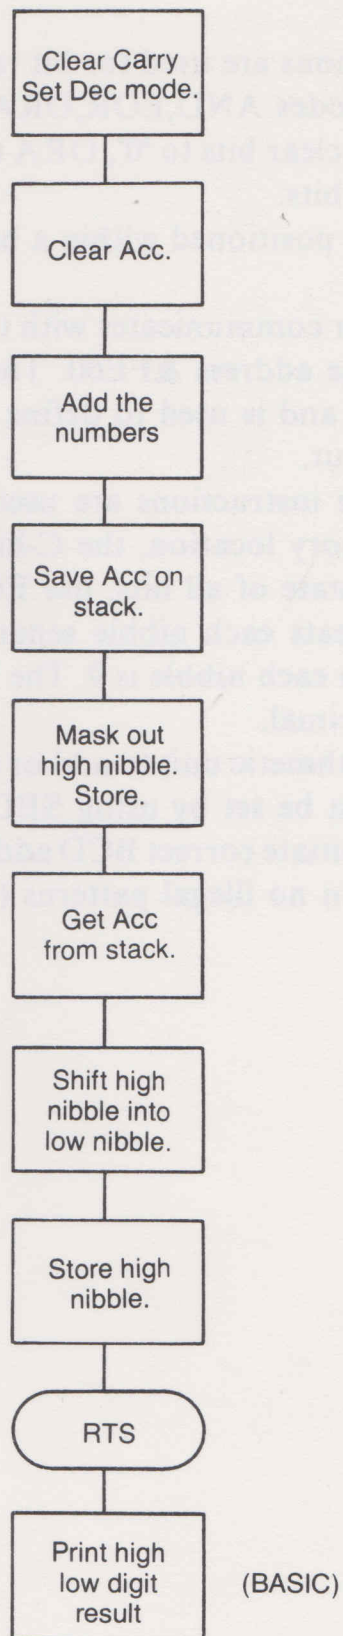 Clear Carry
Set Dec mode.
Clear Acc.
Add the
numbers
Save Acc on
stack.
Mask out
high nibble.
Store.
Get Acc
from stack.
Shift high
nibble into
low nibble.
Store high
nibble.
RTS
Print high
low digit
result
(BASIC)